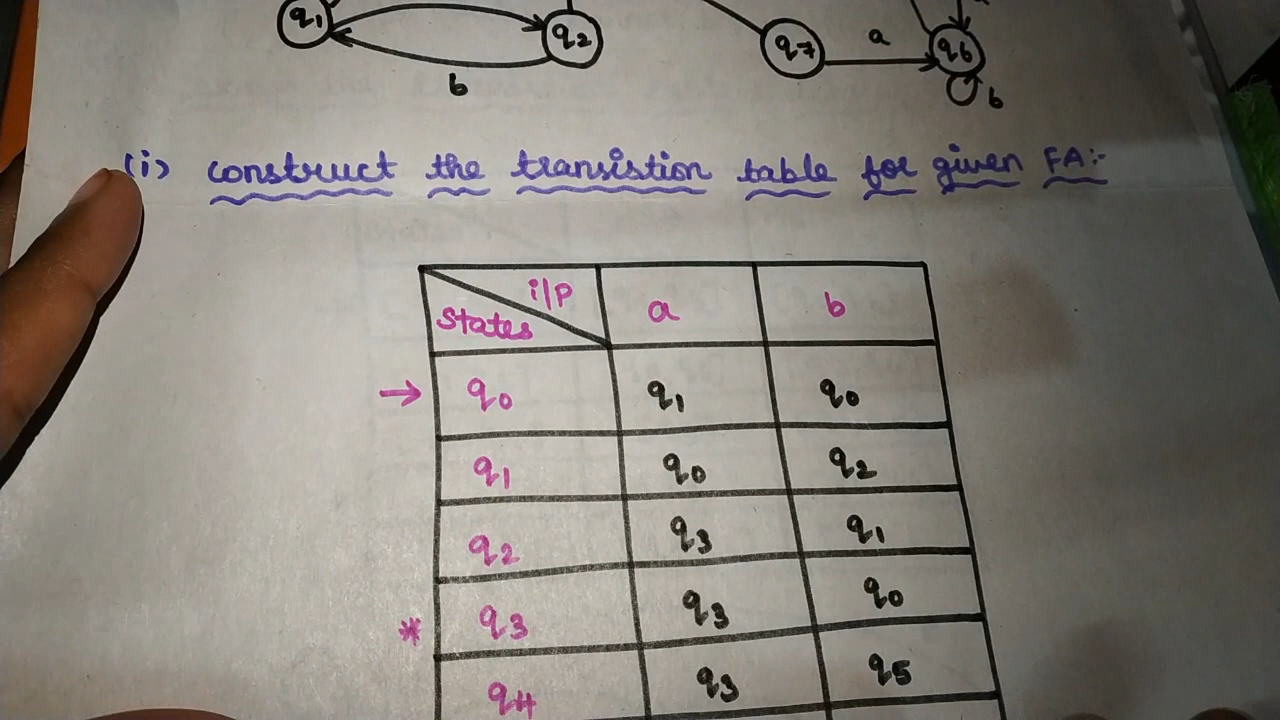 q1 q2 q7 a q6
b b
(i) construct the transistion table for given FA:-
i/p
States a b
→ q0 q1 q0
q1 q0 q2
q2 q3 q1
* q3 q3 q0
q4 q3 q5